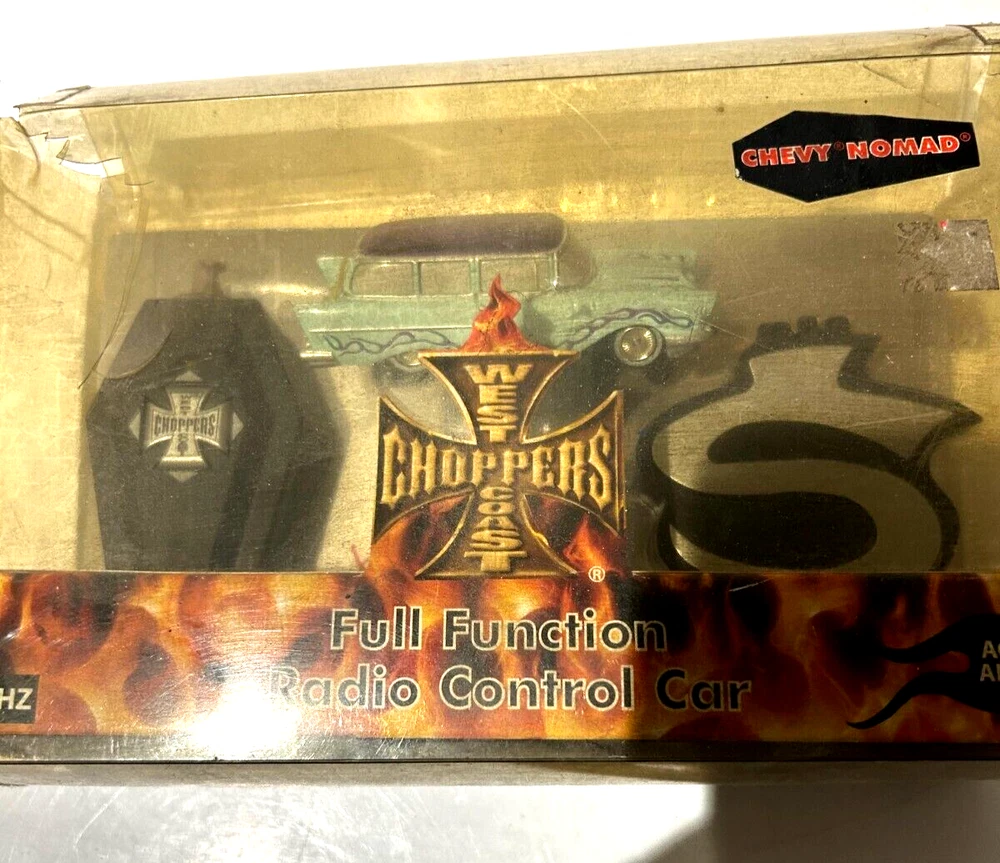 CHEVY® NOMAD®
WEST COAST
CHOPPERS
CHOPPERS
®
Full Function
Radio Control Car
HZ